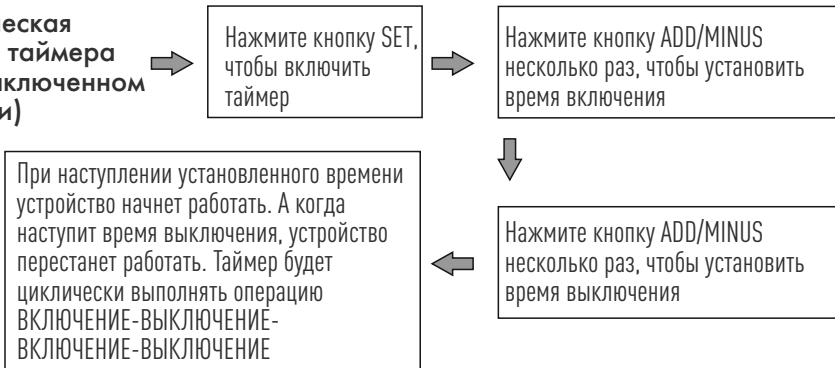 еская
таймера
ключенном
и)
Нажмите кнопку SET,
чтобы включить
таймер
Нажмите кнопку ADD/MINUS
несколько раз, чтобы установить
время включения
Нажмите кнопку ADD/MINUS
несколько раз, чтобы установить
время выключения
При наступлении установленного времени
устройство начнет работать. А когда
наступит время выключения, устройство
перестанет работать. Таймер будет
циклически выполнять операцию
ВКЛЮЧЕНИЕ-ВЫКЛЮЧЕНИЕ-
ВКЛЮЧЕНИЕ-ВЫКЛЮЧЕНИЕ